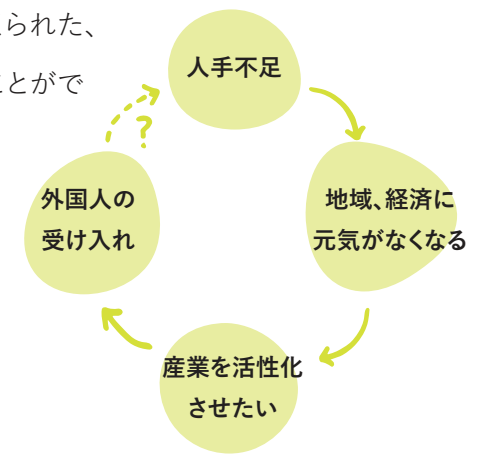 られた、
ことがで
人手不足
地域、経済に
元気がなくなる
産業を活性化
させたい
外国人の
受け入れ
?